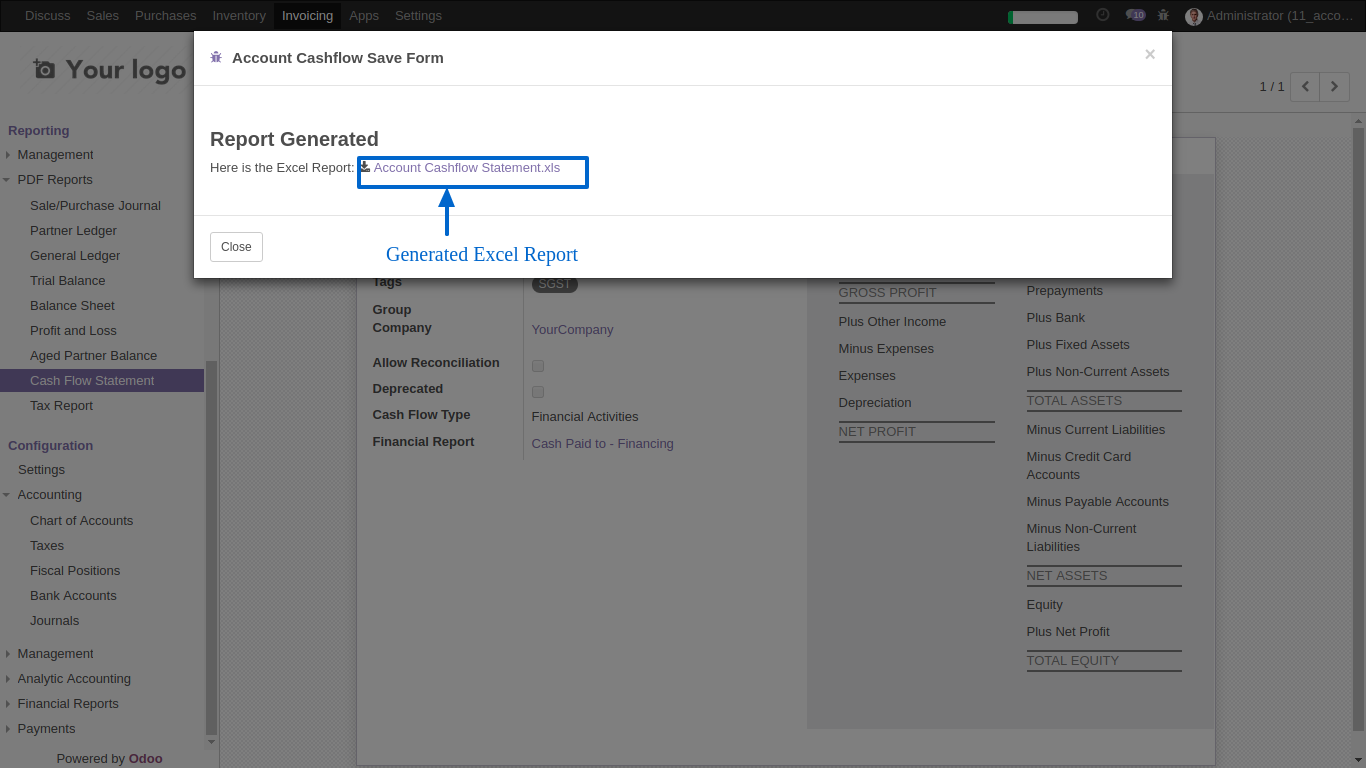 Discuss Sales Purchases Inventory Invoicing Apps Settings 10 Administrator (11_acco...
Account Cashflow Save Form ×
Your logo
1 / 1
Report Generated
Here is the Excel Report: Account Cashflow Statement.xls
Close
Generated Excel Report
Reporting
Management
PDF Reports
Sale/Purchase Journal
Partner Ledger
General Ledger
Trial Balance
Balance Sheet
Profit and Loss
Aged Partner Balance
Cash Flow Statement
Tax Report
Configuration
Settings
Accounting
Chart of Accounts
Taxes
Fiscal Positions
Bank Accounts
Journals
Management
Analytic Accounting
Financial Reports
Payments
Powered by Odoo
Tags SGST
Group
Company YourCompany
Allow Reconciliation
Deprecated
Cash Flow Type Financial Activities
Financial Report Cash Paid to - Financing
GROSS PROFIT
Plus Other Income
Minus Expenses
Expenses
Depreciation
NET PROFIT
Prepayments
Plus Bank
Plus Fixed Assets
Plus Non-Current Assets
TOTAL ASSETS
Minus Current Liabilities
Minus Credit Card
Accounts
Minus Payable Accounts
Minus Non-Current
Liabilities
NET ASSETS
Equity
Plus Net Profit
TOTAL EQUITY